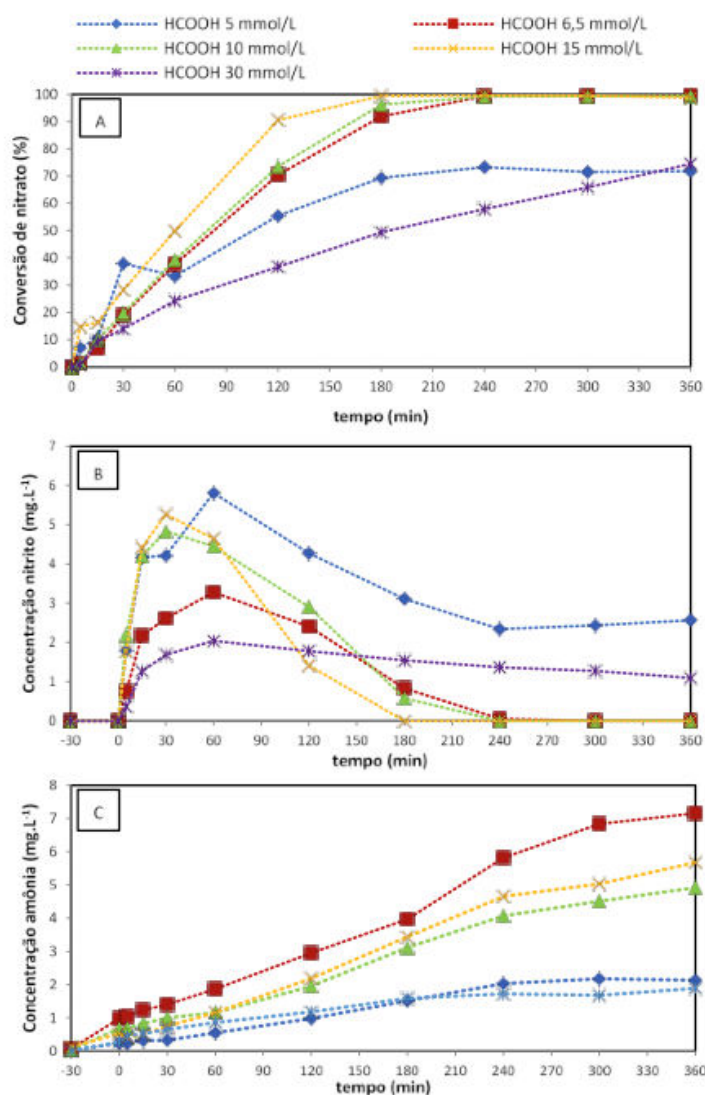 HCOOH 5 mmol/L
HCOOH 6,5 mmol/L
HCOOH 10 mmol/L
HCOOH 15 mmol/L
HCOOH 30 mmol/L
A
Conversão de nitrato (%)
100
90
80
70
60
50
40
30
20
10
0
0 30 60 90 120 150 180 210 240 270 300 330 360
tempo (min)
B
Concentração nitrito (mg.L⁻¹)
7
6
5
4
3
2
1
0
-30 0 30 60 90 120 150 180 210 240 270 300 330 360
tempo (min)
C
Concentração amônia (mg.L⁻¹)
8
7
6
5
4
3
2
1
0
-30 0 30 60 90 120 150 180 210 240 270 300 330 360
tempo (min)